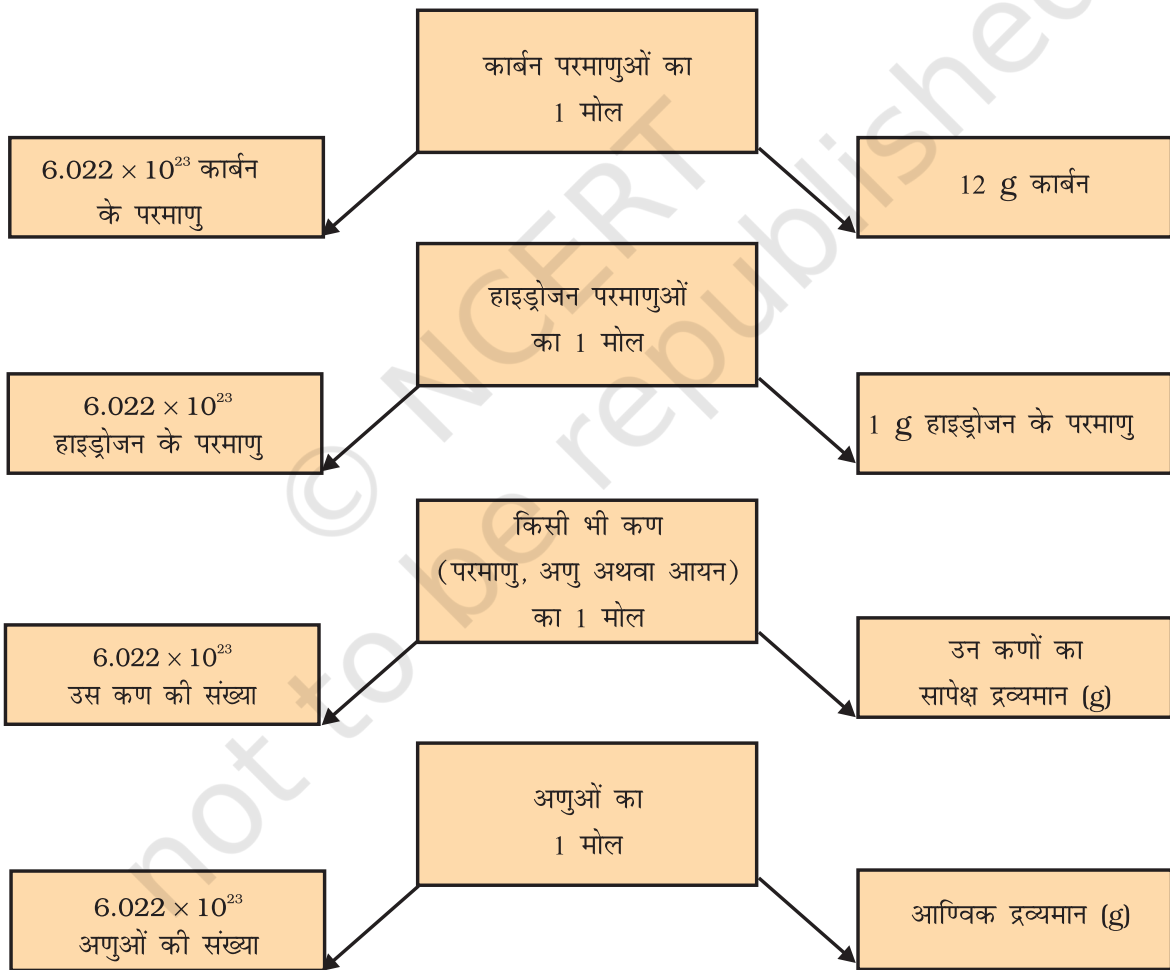 कार्बन परमाणुओं का
1 मोल
6.022 × 10²³ कार्बन
के परमाणु
12 g कार्बन
हाइड्रोजन परमाणुओं
का 1 मोल
6.022 × 10²³
हाइड्रोजन के परमाणु
1 g हाइड्रोजन के परमाणु
किसी भी कण
(परमाणु, अणु अथवा आयन)
का 1 मोल
6.022 × 10²³
उस कण की संख्या
उन कणों का
सापेक्ष द्रव्यमान (g)
अणुओं का
1 मोल
6.022 × 10²³
अणुओं की संख्या
आण्विक द्रव्यमान (g)
© NCERT
not to be republished